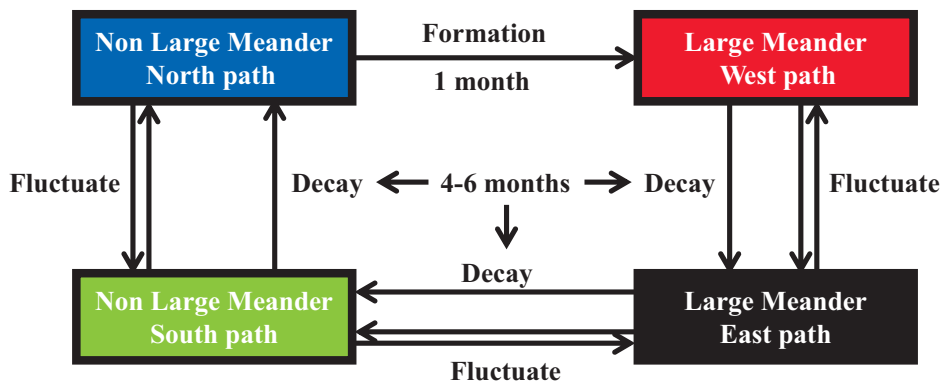 Non Large Meander
North path
Formation
1 month
Large Meander
West path
Fluctuate
Decay
4-6 months
Decay
Fluctuate
Non Large Meander
South path
Decay
Fluctuate
Large Meander
East path